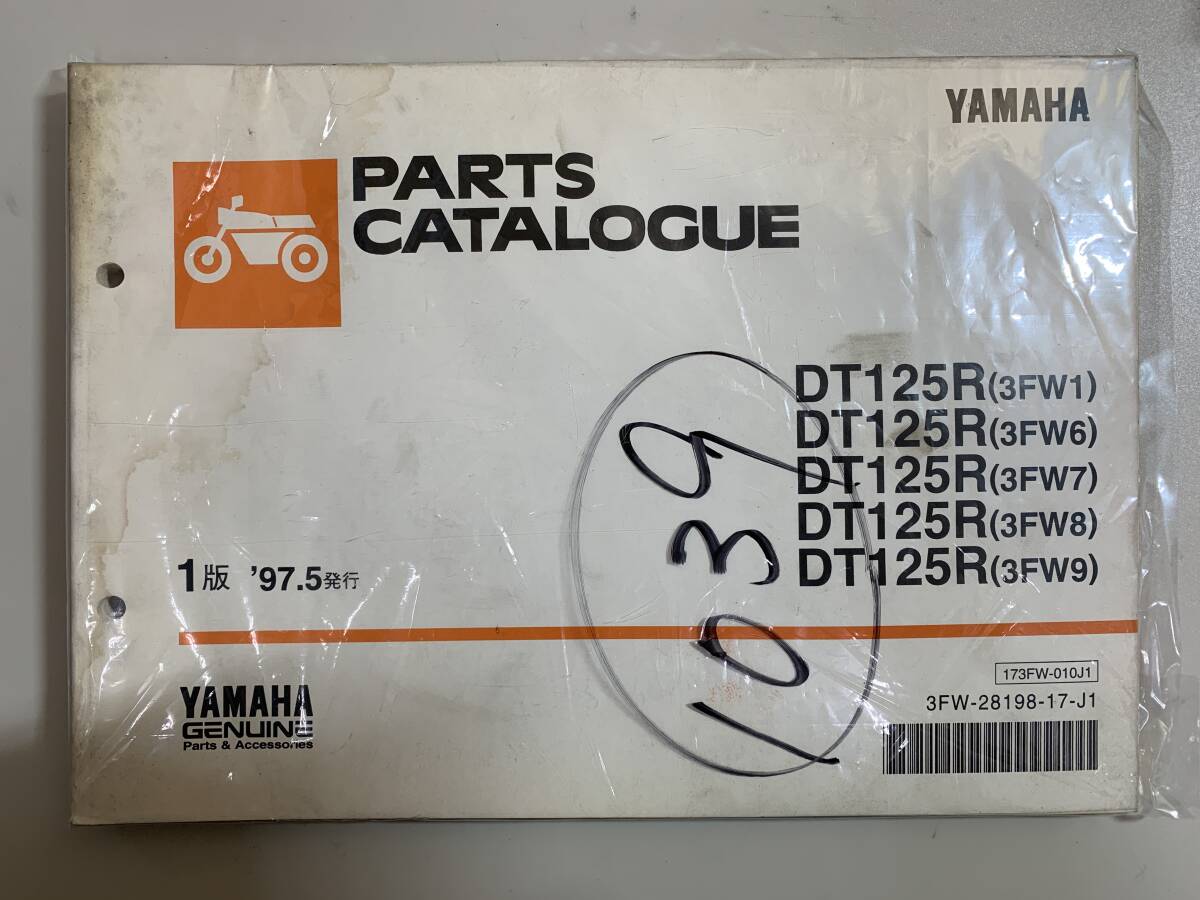 YAMAHA
PARTS
CATALOGUE
DT125R(3FW1)
DT125R(3FW6)
DT125R(3FW7)
DT125R(3FW8)
DT125R(3FW9)
1039
1版 '97.5発行
173FW-010J1
3FW-28198-17-J1
YAMAHA
GENUINE
Parts & Accessories